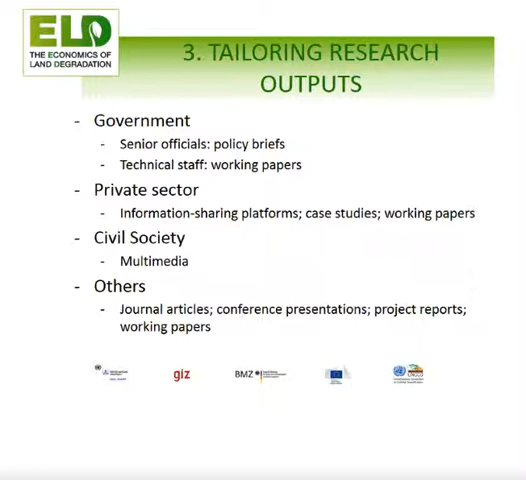 ELD
THE ECONOMICS OF
LAND DEGRADATION
3. TAILORING RESEARCH
OUTPUTS
- Government
- Senior officials: policy briefs
- Technical staff: working papers
- Private sector
- Information-sharing platforms; case studies; working papers
- Civil Society
- Multimedia
- Others
- Journal articles; conference presentations; project reports;
working papers
giz
BMZ